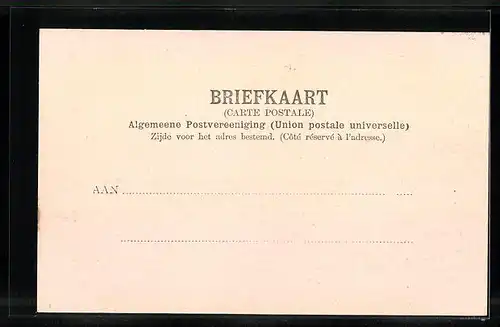 BRIEFKAART
(CARTE POSTALE)
Algemeene Postvereeniging (Union postale universelle)
Zijde voor het adres bestemd. (Côté réservé à l'adresse.)
AAN